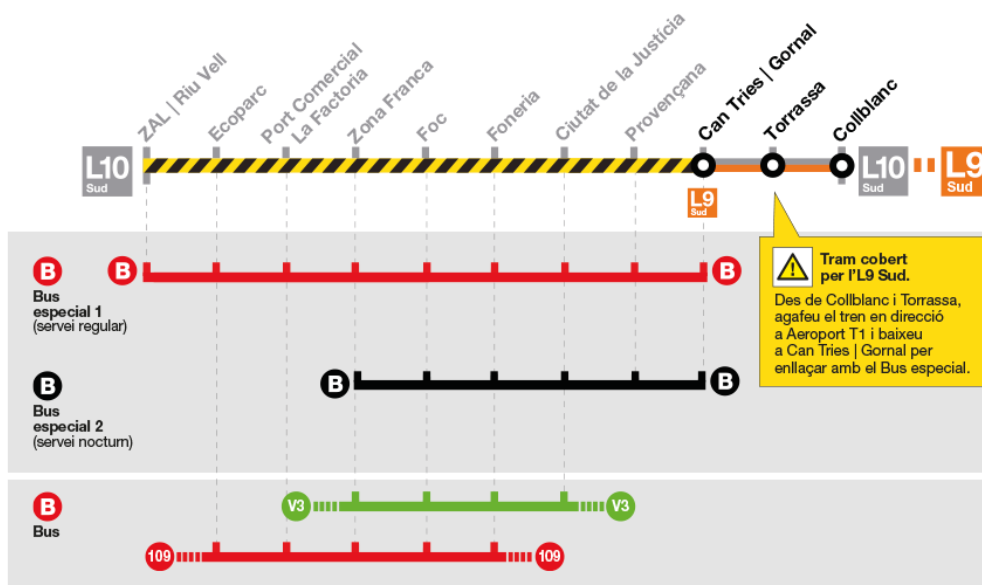 ZAL | Riu Vell
Ecoparc
Port Comercial
La Factoria
Zona Franca
Foc
Foneria
Ciutat de la Justícia
Provençana
Can Tries | Gornal
Torrassa
Collblanc
L10
Sud
L10
Sud
L9
Sud
L9
Sud
B
Bus
especial 1
(servei regular)
B
B
Tram cobert
per l'L9 Sud.
Des de Collblanc i Torrassa,
agafeu el tren en direcció
a Aeroport T1 i baixeu
a Can Tries | Gornal per
enllaçar amb el Bus especial.
B
Bus
especial 2
(servei nocturn)
B
B
B
Bus
V3
V3
109
109